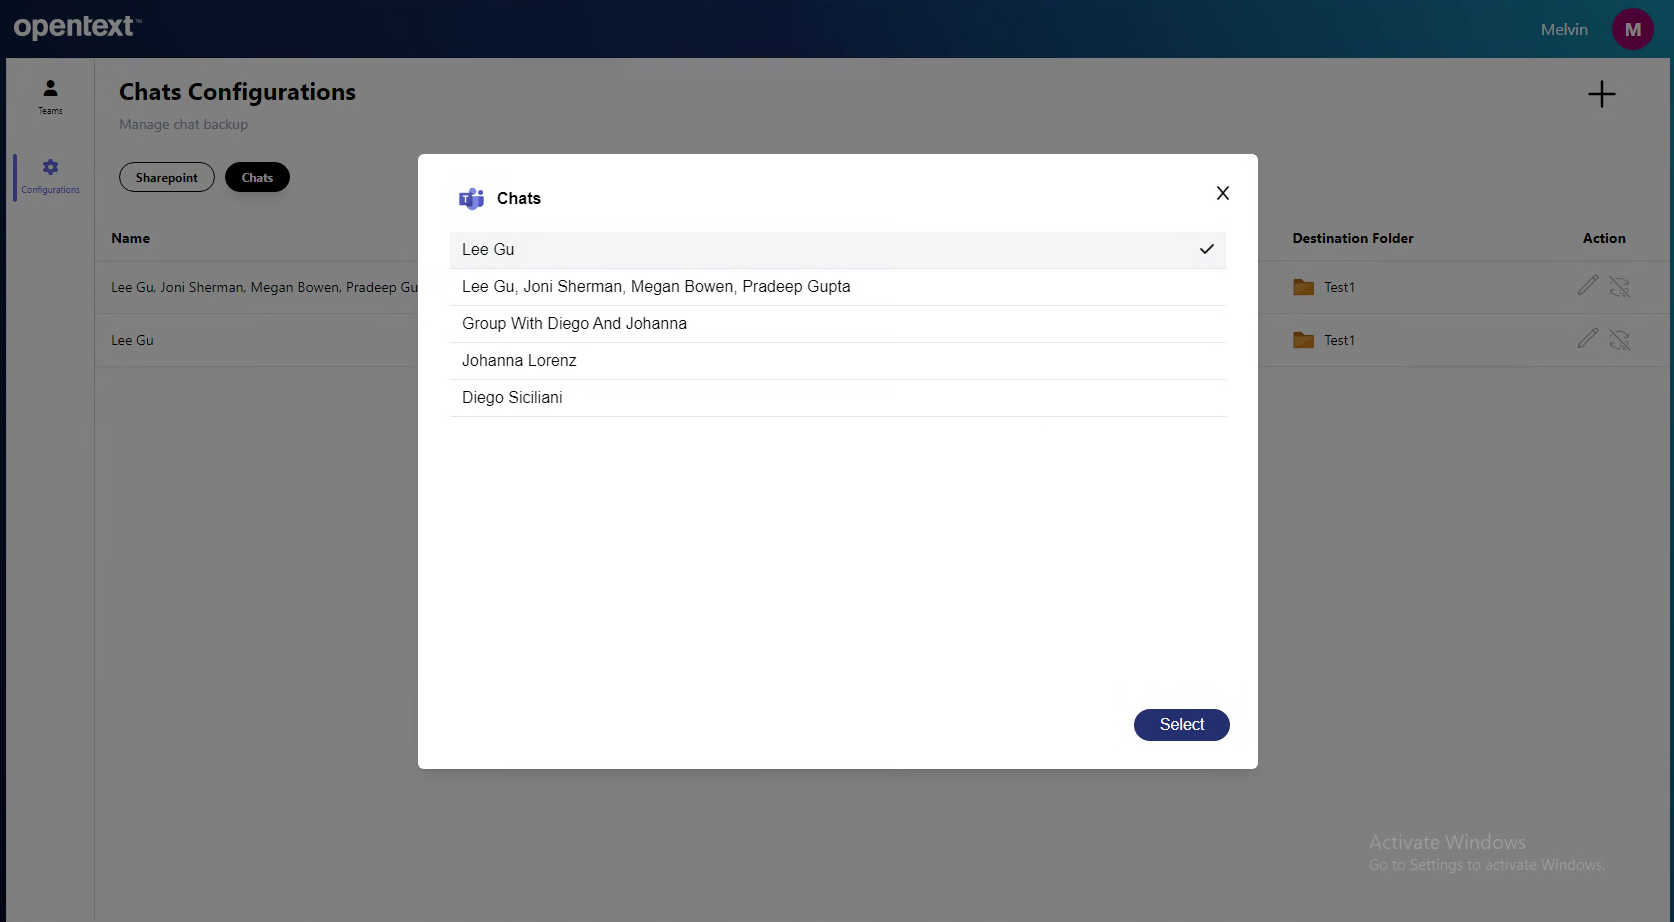 opentext™
Melvin
M
Teams
Configurations
Chats Configurations
Manage chat backup
Sharepoint
Chats
Name
Destination Folder
Action
Lee Gu, Joni Sherman, Megan Bowen, Pradeep Gu
Test1
Lee Gu
Test1
Chats
X
Lee Gu
Lee Gu, Joni Sherman, Megan Bowen, Pradeep Gupta
Group With Diego And Johanna
Johanna Lorenz
Diego Siciliani
Select
Activate Windows
Go to Settings to activate Windows.